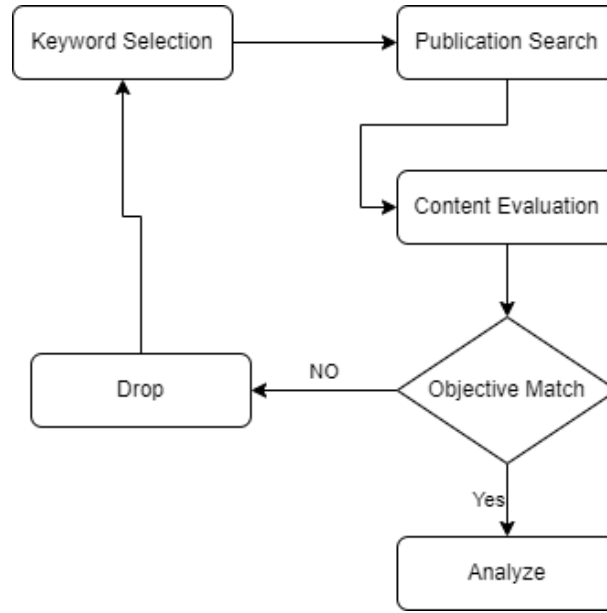 Keyword Selection
Publication Search
Content Evaluation
Objective Match
NO
Drop
Yes
Analyze